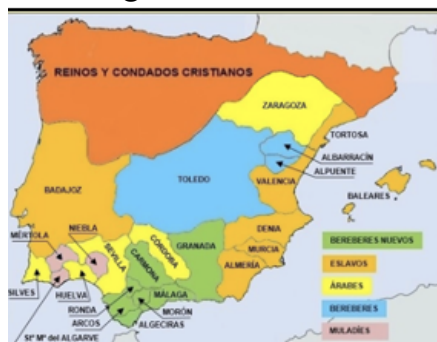 REINOS Y CONDADOS CRISTIANOS
ZARAGOZA
TORTOSA
ALBARRACÍN
ALPUENTE
TOLEDO
BADAJOZ
VALENCIA
BALEARES
NIEBLA
MÉRTOLA
SEVILLA
CARMONA
CÓRDOBA
GRANADA
DENIA
MURCIA
ALMERÍA
SILVES
HUELVA
RONDA
ARCOS
MÁLAGA
MORÓN
ALGECIRAS
Stª Mª del ALGARVE
BEREBERES NUEVOS
ESLAVOS
ÁRABES
BEREBERES
MULADÍES